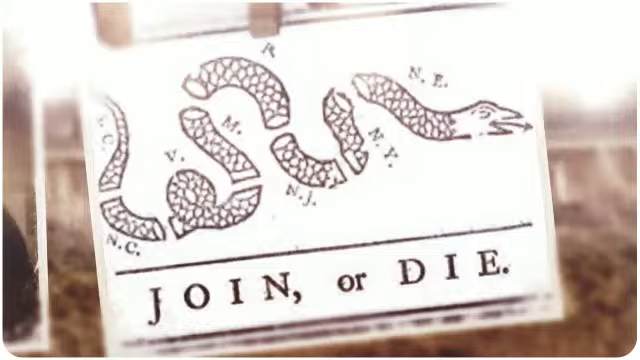 N. E.
M.
N. Y.
V.
N. J.
N. C.
JOIN, or DIE.